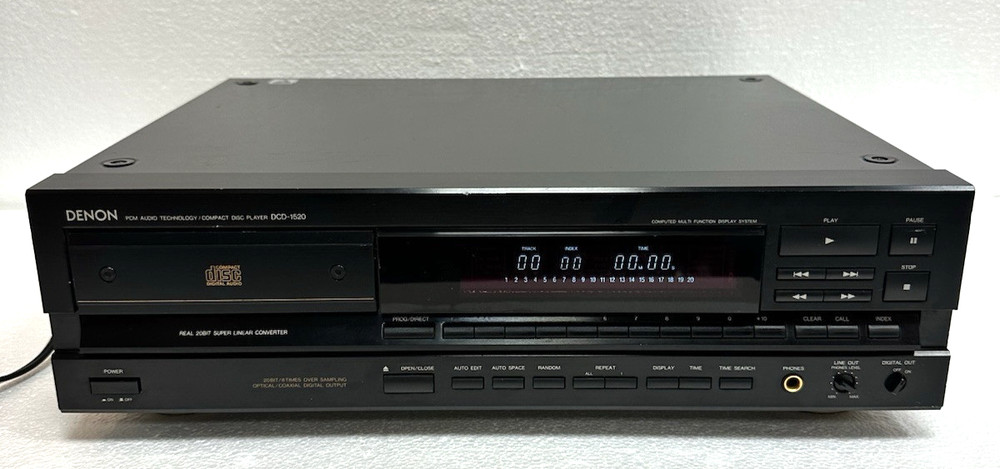 DENON PCM AUDIO TECHNOLOGY / COMPACT DISC PLAYER DCD-1520
COMPUTED MULTI FUNCTION DISPLAY SYSTEM
PLAY
PAUSE
STOP
COMPACT
disc
DIGITAL AUDIO
TRACK INDEX TIME
00 00 00m00s
1 2 3 4 5 6 7 8 9 10 11 12 13 14 15 16 17 18 19 20
REAL 20BIT SUPER LINEAR CONVERTER
PROG/DIRECT
6 7 8 9 +10
CLEAR CALL INDEX
POWER
ON OFF
20BIT/8TIMES OVER SAMPLING
OPTICAL/COAXIAL DIGITAL OUTPUT
OPEN/CLOSE
AUTO EDIT AUTO SPACE RANDOM
REPEAT
ALL 1
DISPLAY TIME TIME SEARCH
PHONES
LINE OUT
PHONES LEVEL
MIN MAX
DIGITAL OUT
OFF ON